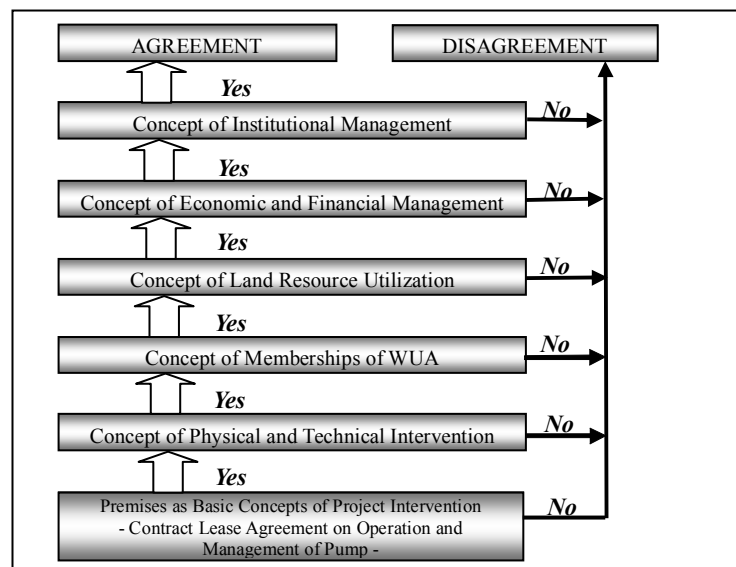 AGREEMENT
DISAGREEMENT
Yes
Concept of Institutional Management
No
Yes
Concept of Economic and Financial Management
No
Yes
Concept of Land Resource Utilization
No
Yes
Concept of Memberships of WUA
No
Yes
Concept of Physical and Technical Intervention
No
Yes
Premises as Basic Concepts of Project Intervention
- Contract Lease Agreement on Operation and
Management of Pump -
No